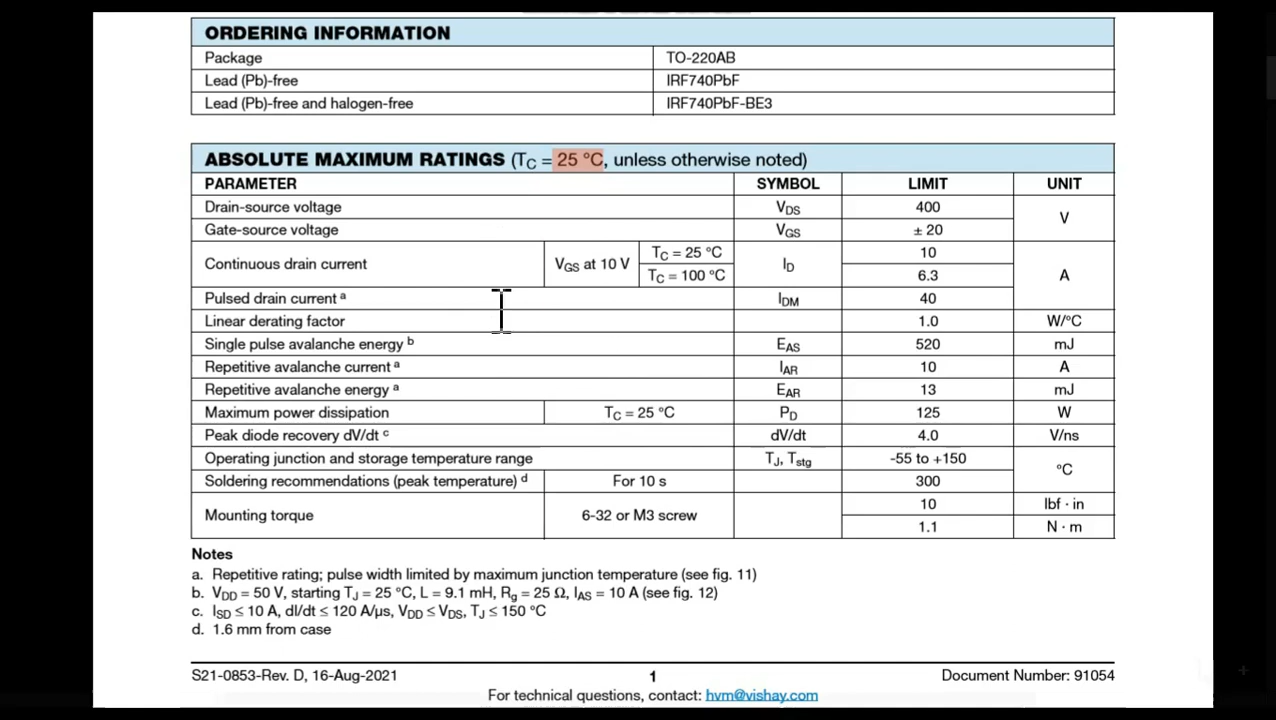 ORDERING INFORMATION
Package TO-220AB
Lead (Pb)-free IRF740PbF
Lead (Pb)-free and halogen-free IRF740PbF-BE3
ABSOLUTE MAXIMUM RATINGS (TC = 25 °C, unless otherwise noted)
PARAMETER SYMBOL LIMIT UNIT
Drain-source voltage VDS 400 V
Gate-source voltage VGS ± 20
Continuous drain current VGS at 10 V TC = 25 °C ID 10 A
TC = 100 °C 6.3
Pulsed drain current a IDM 40
Linear derating factor 1.0 W/°C
Single pulse avalanche energy b EAS 520 mJ
Repetitive avalanche current a IAR 10 A
Repetitive avalanche energy a EAR 13 mJ
Maximum power dissipation TC = 25 °C PD 125 W
Peak diode recovery dV/dt c dV/dt 4.0 V/ns
Operating junction and storage temperature range TJ, Tstg -55 to +150 °C
Soldering recommendations (peak temperature) d For 10 s 300
Mounting torque 6-32 or M3 screw 10 lbf · in
1.1 N · m
Notes
a. Repetitive rating; pulse width limited by maximum junction temperature (see fig. 11)
b. VDD = 50 V, starting TJ = 25 °C, L = 9.1 mH, Rg = 25 Ω, IAS = 10 A (see fig. 12)
c. ISD ≤ 10 A, dI/dt ≤ 120 A/μs, VDD ≤ VDS, TJ ≤ 150 °C
d. 1.6 mm from case
S21-0853-Rev. D, 16-Aug-2021 1 Document Number: 91054
For technical questions, contact: hvm@vishay.com